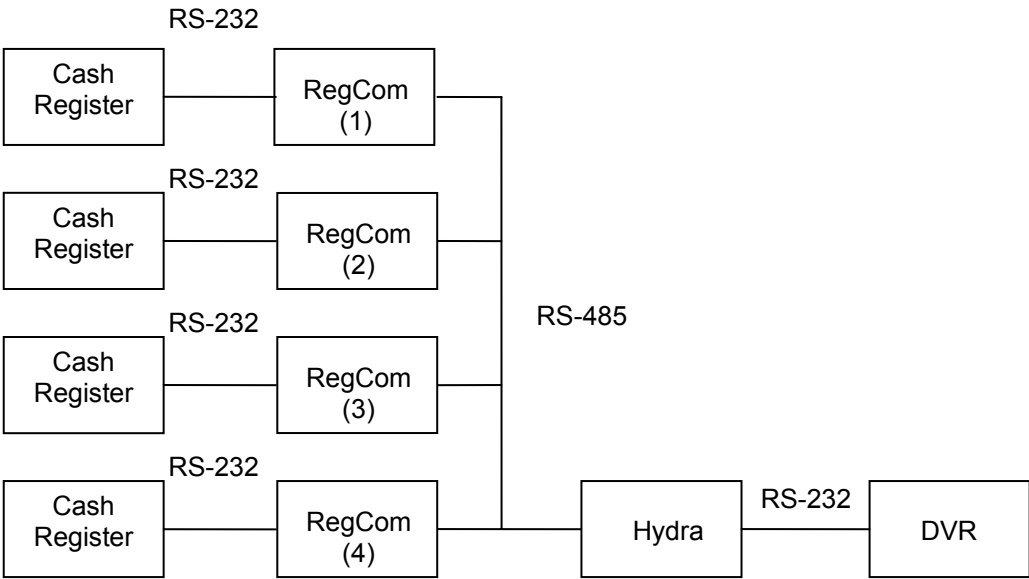 RS-232
Cash
Register
RegCom
(1)
RS-232
Cash
Register
RegCom
(2)
RS-485
RS-232
Cash
Register
RegCom
(3)
RS-232
Cash
Register
RegCom
(4)
Hydra
RS-232
DVR